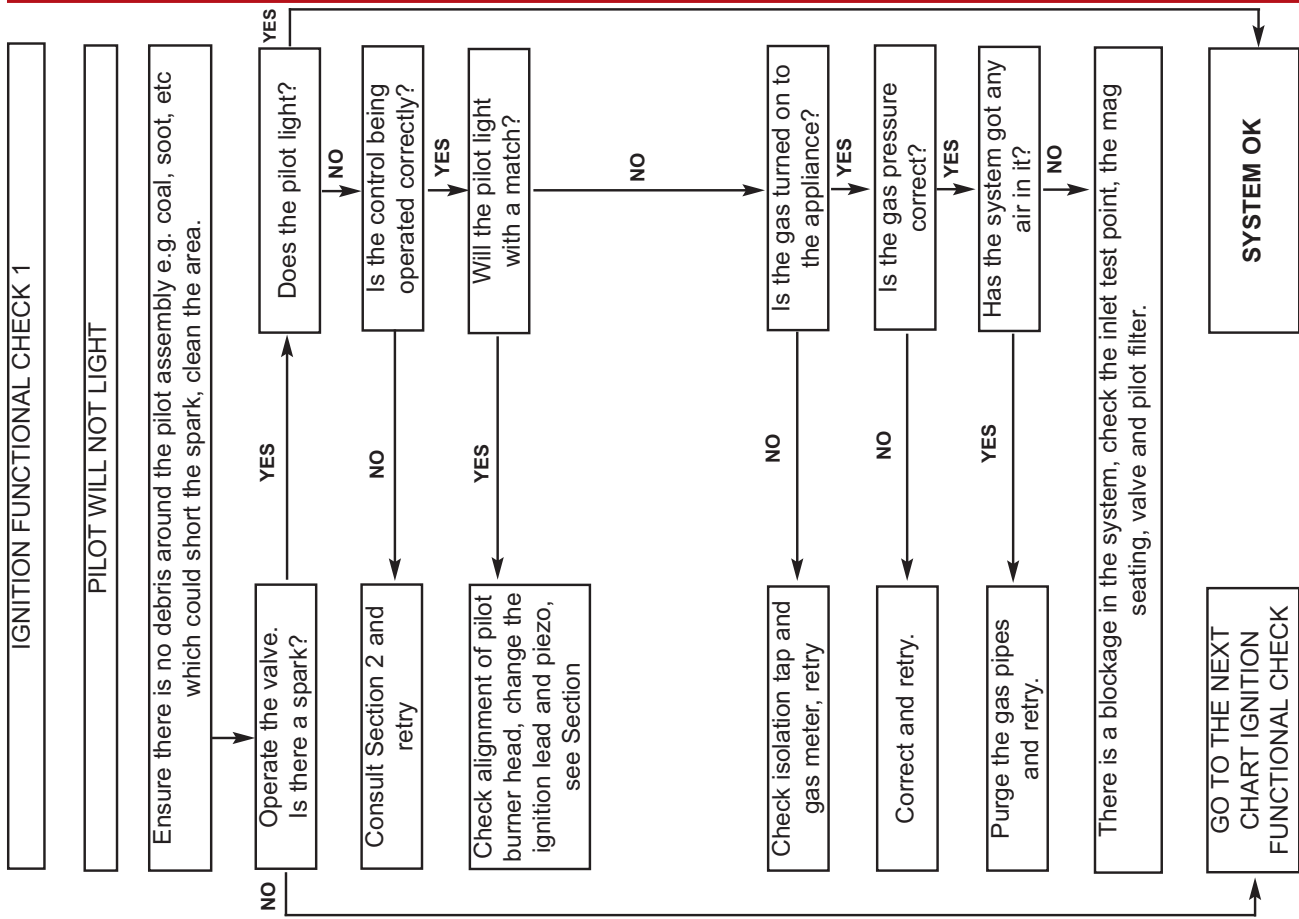 IGNITION FUNCTIONAL CHECK 1
PILOT WILL NOT LIGHT
Ensure there is no debris around the pilot assembly e.g. coal, soot, etc
which could short the spark, clean the area.
Operate the valve.
Is there a spark?
NO
YES
Does the pilot light?
YES
NO
Is the control being
operated correctly?
NO
Consult Section 2 and
retry
YES
Will the pilot light
with a match?
YES
Check alignment of pilot
burner head, change the
ignition lead and piezo,
see Section
NO
Is the gas turned on to
the appliance?
NO
Check isolation tap and
gas meter, retry
YES
Is the gas pressure
correct?
NO
Correct and retry.
YES
Has the system got any
air in it?
YES
Purge the gas pipes
and retry.
NO
There is a blockage in the system, check the inlet test point, the mag
seating, valve and pilot filter.
GO TO THE NEXT
CHART IGNITION
FUNCTIONAL CHECK
SYSTEM OK